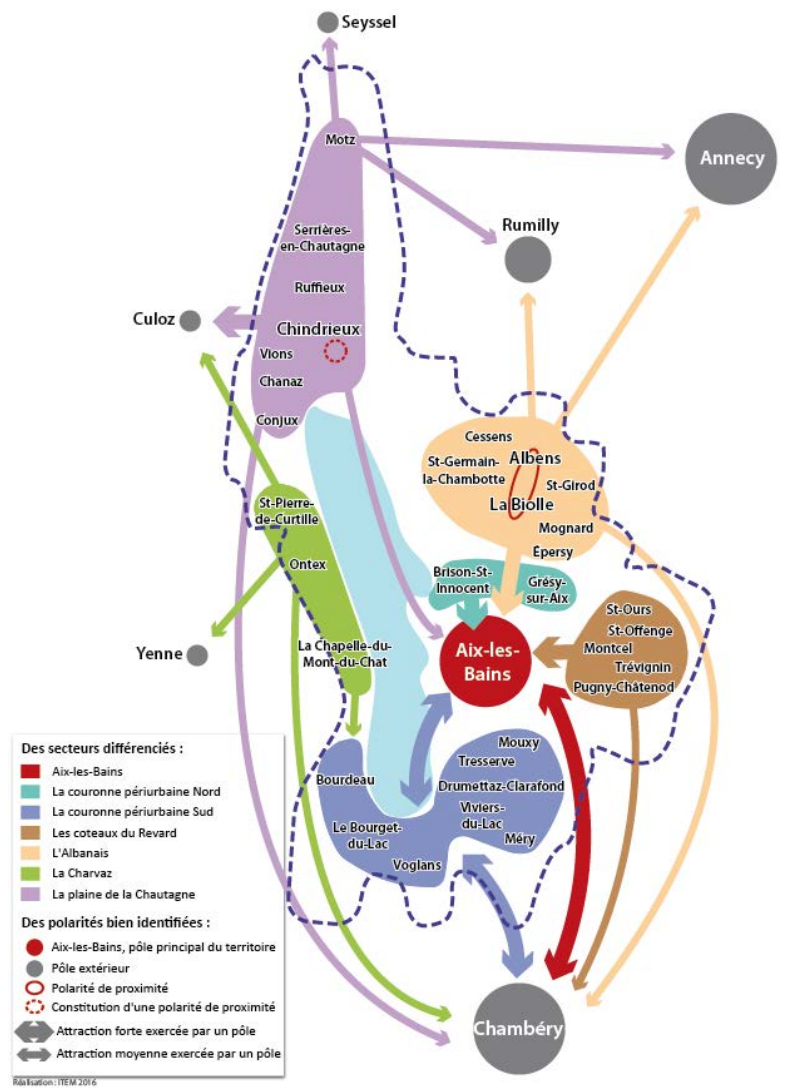 Seyssel
Motz
Annecy
Rumilly
Serrières-
en-Chautagne
Ruffieux
Culoz
Chindrieux
Vions
Chanaz
Conjux
Cessens
Albens
St-Germain-
la-Chambotte
St-Girod
La Biolle
Mognard
Épersy
St-Pierre-
de-Curtille
Ontex
Brison-St-
Innocent
Grésy-
sur-Aix
St-Ours
St-Offenge
Montcel
Trévignin
Pugny-Châtenod
Aix-les-
Bains
Yenne
La Chapelle-du-
Mont-du-Chat
Mouxy
Tresserve
Bourdeau
Drumettaz-Clarafond
Viviers-
du-Lac
Le Bourget-
du-Lac
Méry
Voglans
Chambéry
Des secteurs différenciés :
Aix-les-Bains
La couronne périurbaine Nord
La couronne périurbaine Sud
Les coteaux du Revard
L'Albanais
La Charvaz
La plaine de la Chautagne
Des polarités bien identifiées :
Aix-les-Bains, pôle principal du territoire
Pôle extérieur
Polarité de proximité
Constitution d'une polarité de proximité
Attraction forte exercée par un pôle
Attraction moyenne exercée par un pôle
Réalisation : ITEM 2016